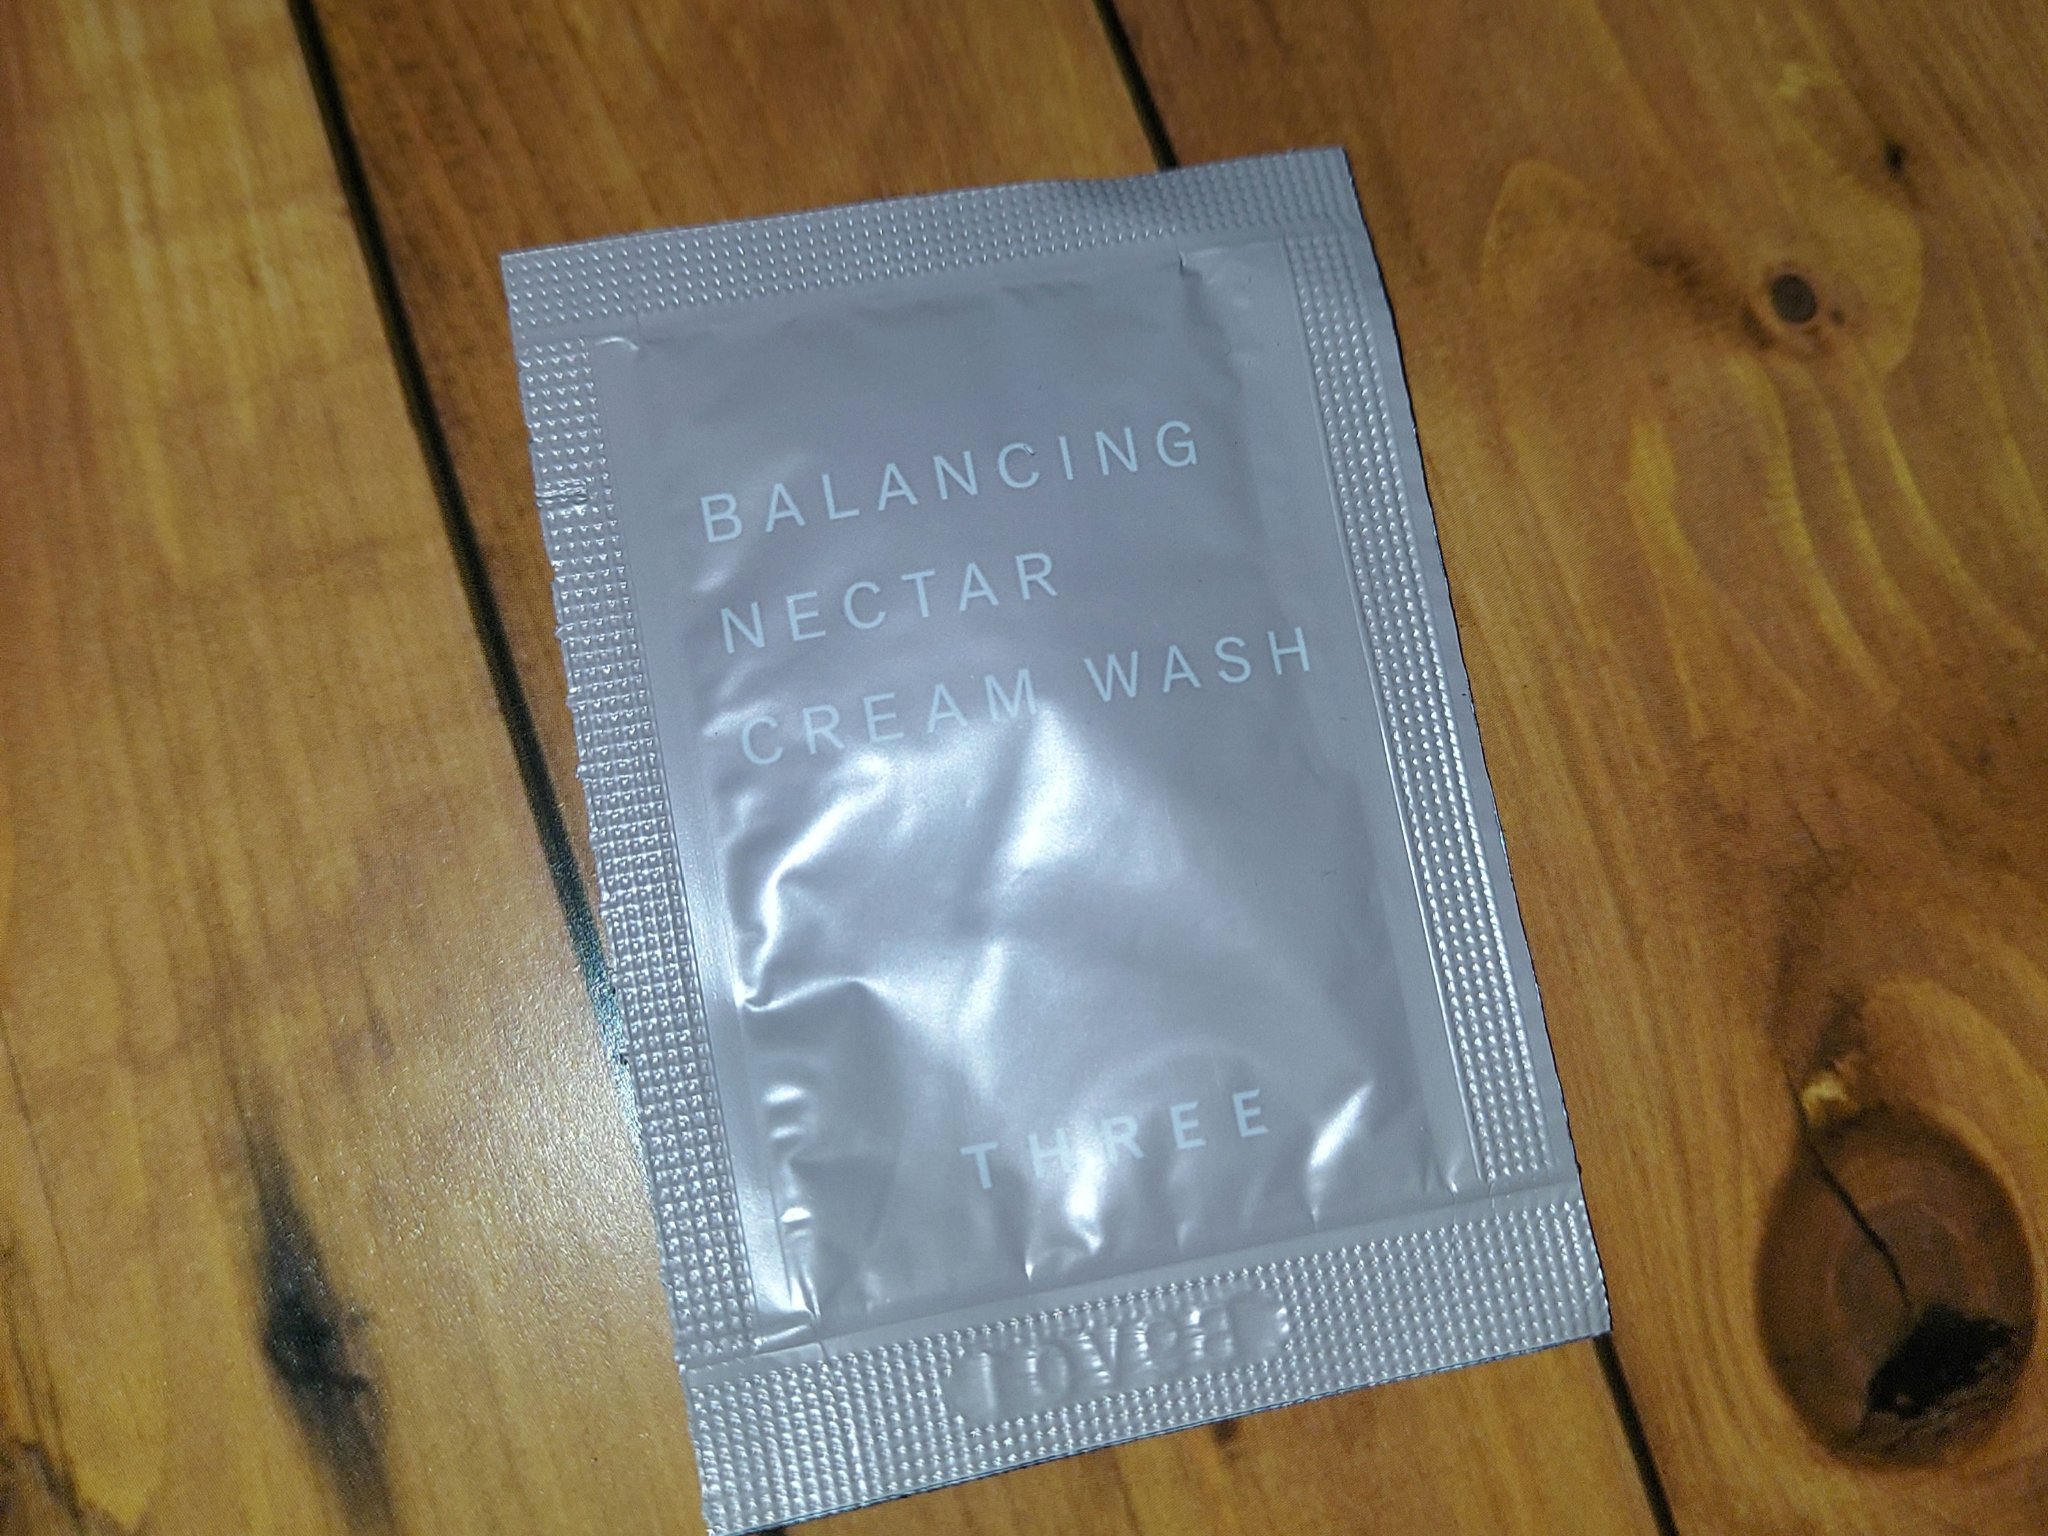 BALANCING
NECTAR
CREAM WASH
THREE